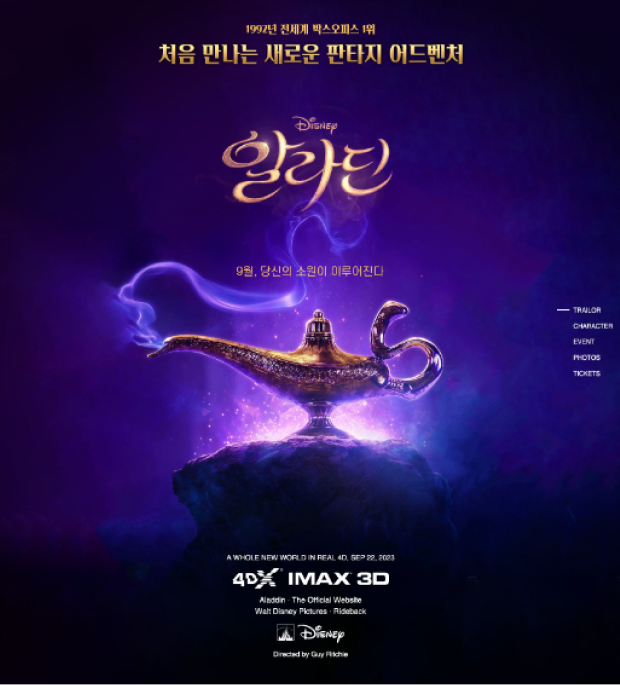 1992년 전세계 박스오피스 1위
처음 만나는 새로운 판타지 어드벤처
Disney
알라딘
9월, 당신의 소원이 이루어진다
TRAILOR
CHARACTER
EVENT
PHOTOS
TICKETS
A WHOLE NEW WORLD IN REAL 4D, SEP 22, 2023
4DX IMAX 3D
Aladdin · The Official Website
Walt Disney Pictures · Rideback
Disney
Directed by Guy Ritchie